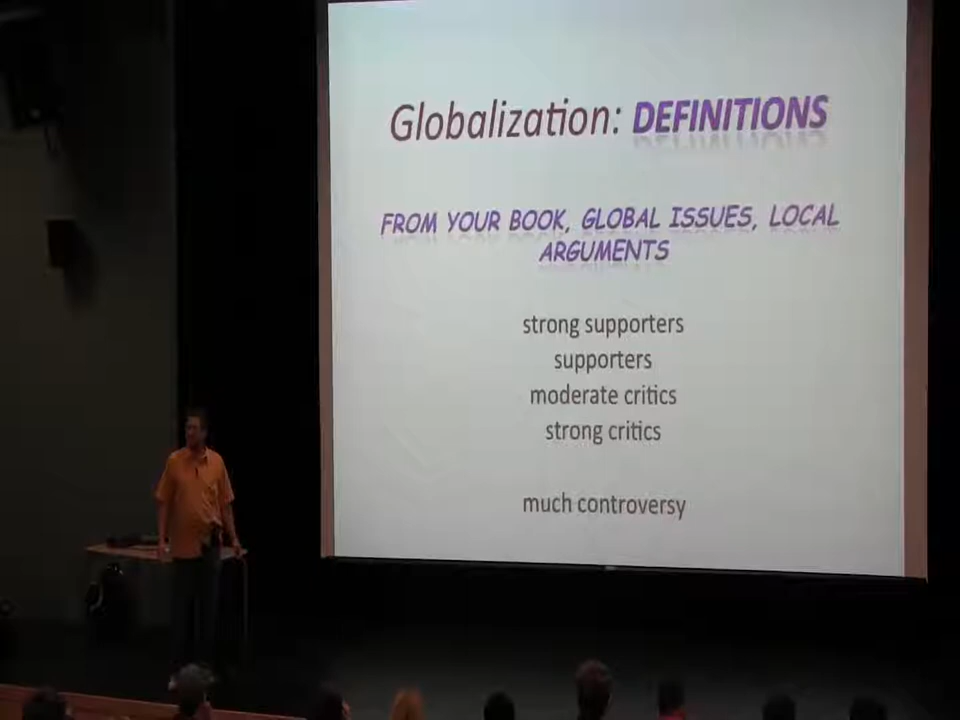 Globalization: DEFINITIONS
FROM YOUR BOOK, GLOBAL ISSUES, LOCAL
ARGUMENTS
strong supporters
supporters
moderate critics
strong critics
much controversy